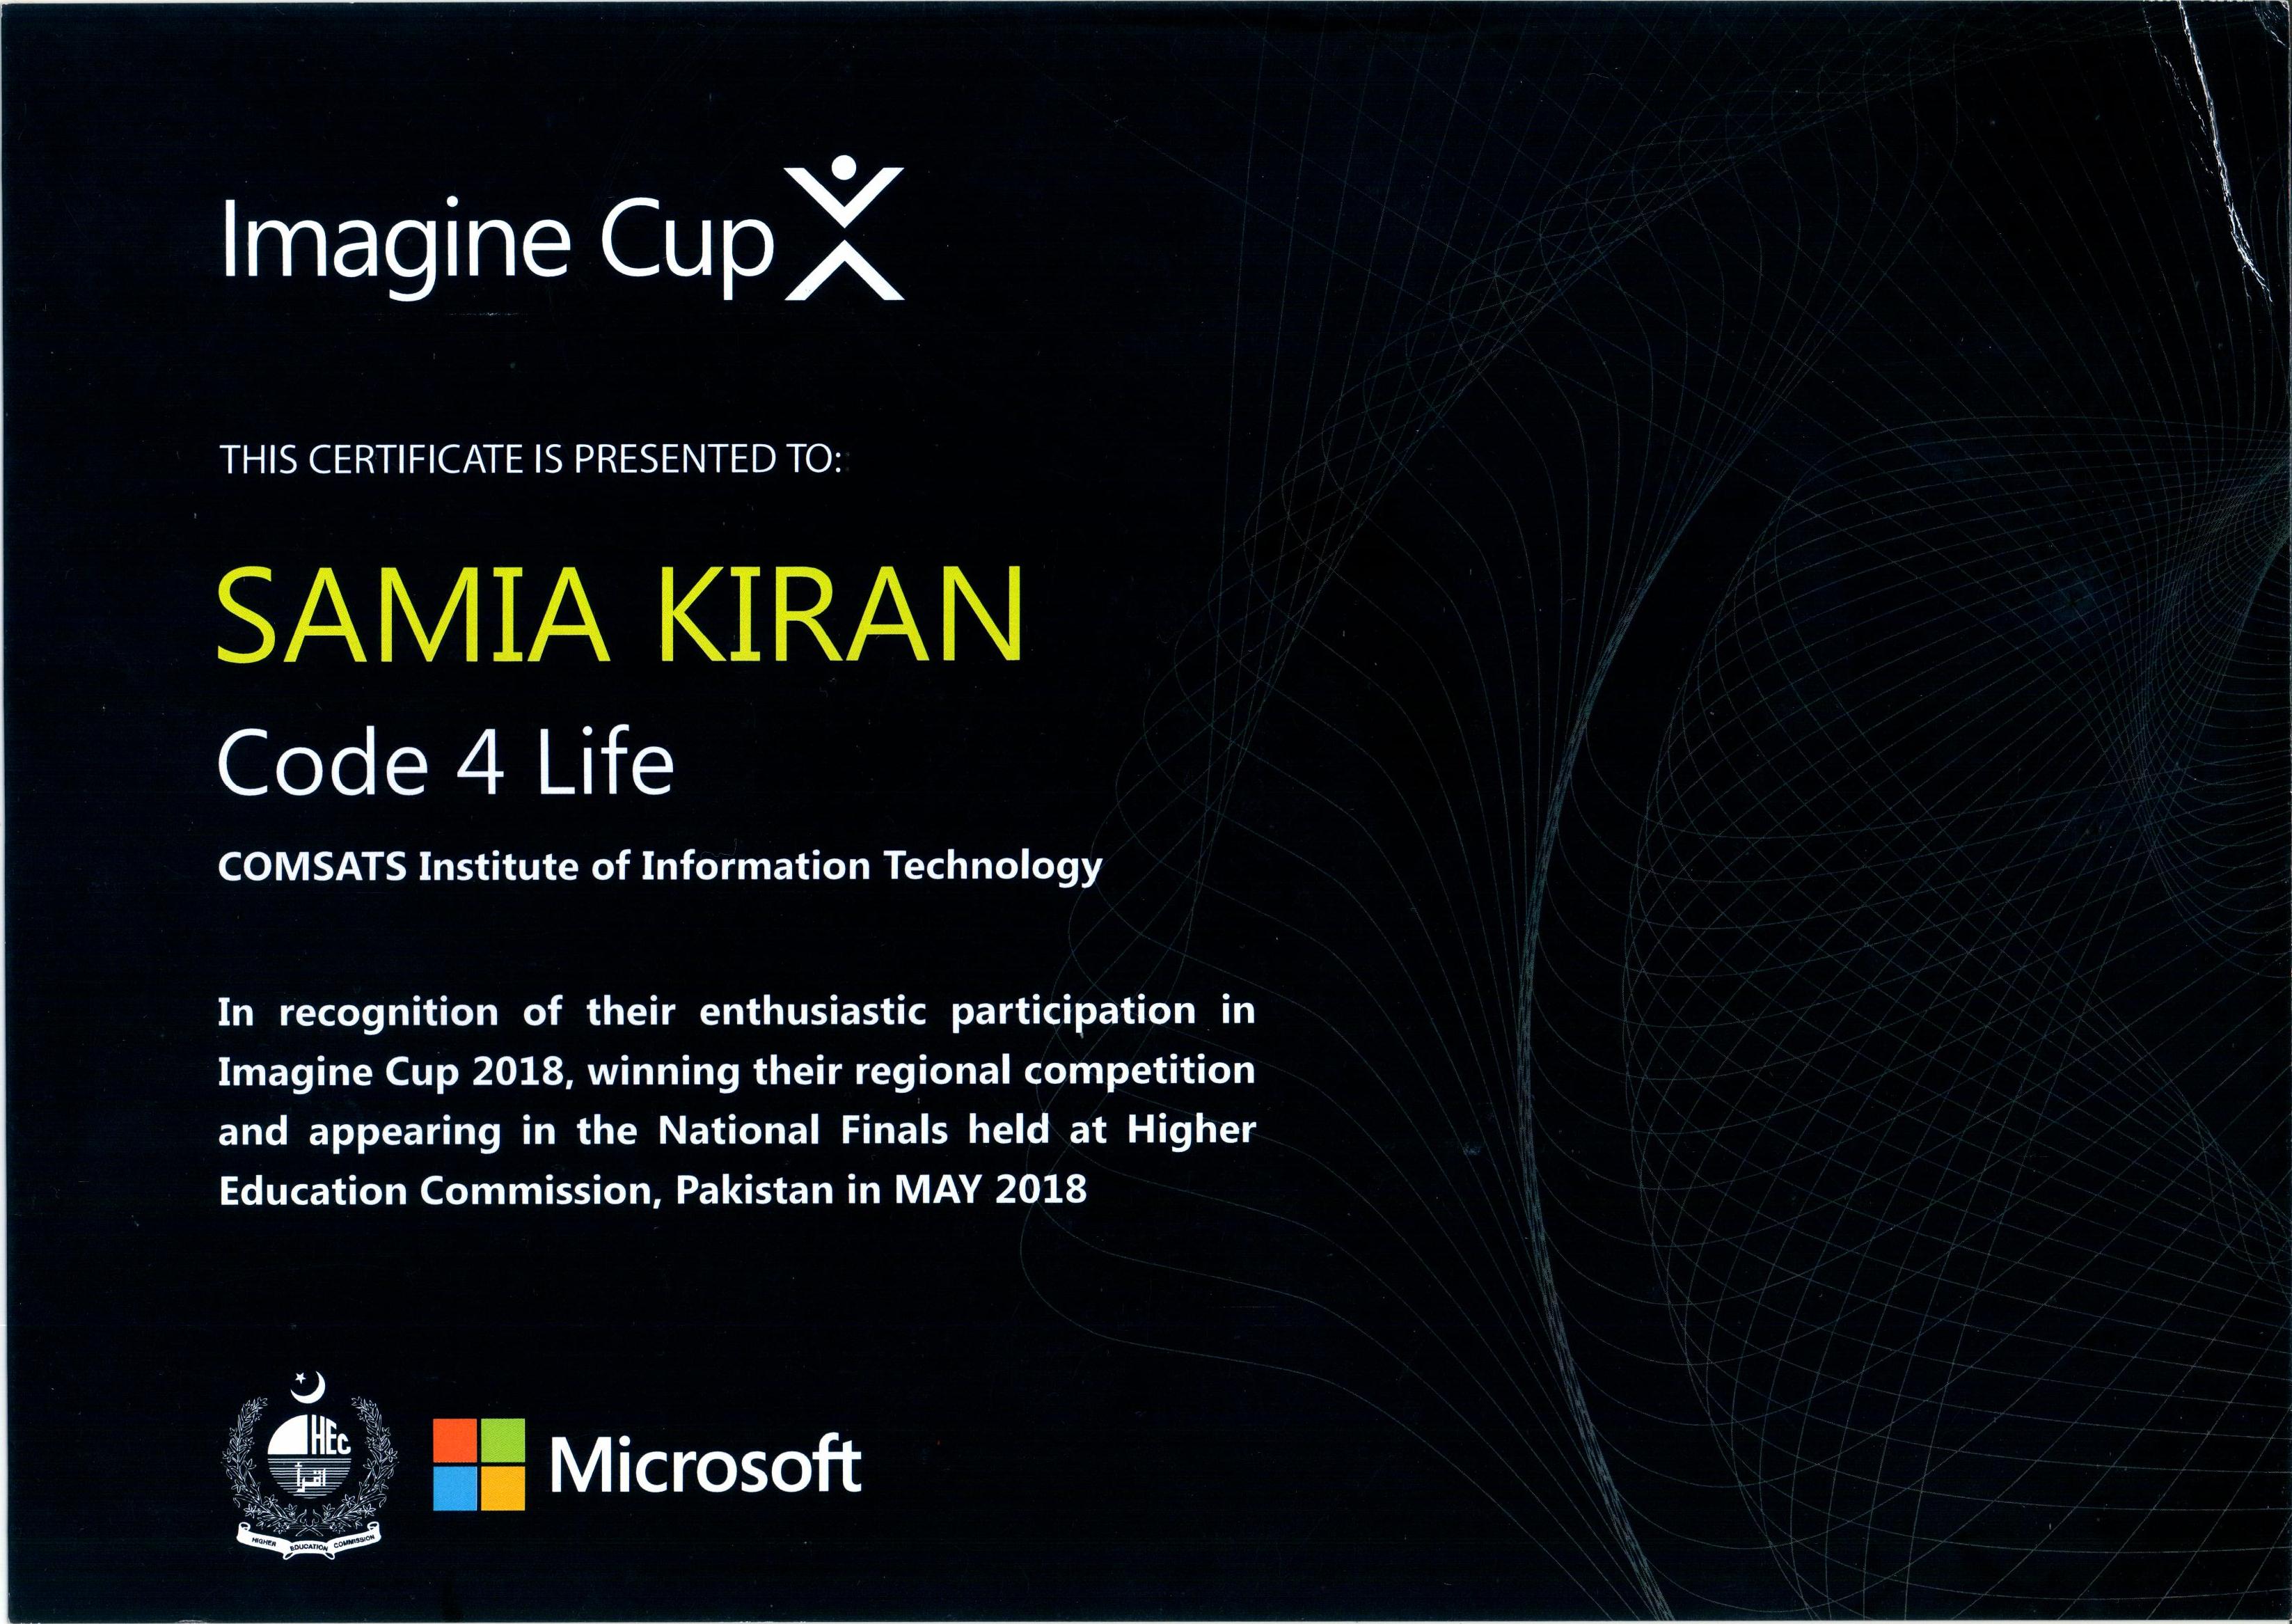 Imagine Cup
THIS CERTIFICATE IS PRESENTED TO:
SAMIA KIRAN
Code 4 Life
COMSATS Institute of Information Technology
In recognition of their enthusiastic participation in
Imagine Cup 2018, winning their regional competition
and appearing in the National Finals held at Higher
Education Commission, Pakistan in MAY 2018
HEC
اقرأ
HIGHER EDUCATION COMMISSION
Microsoft